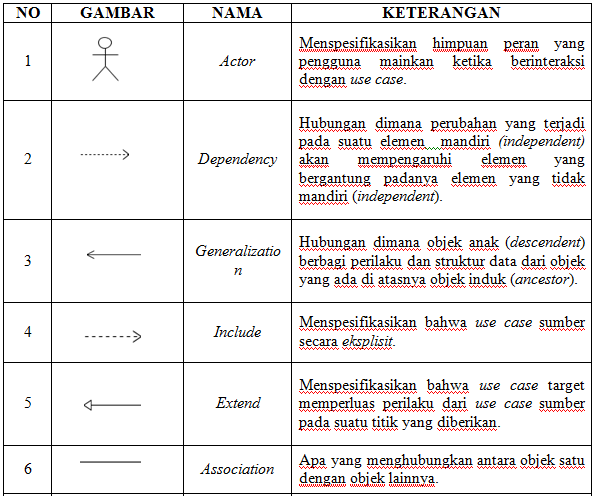 NO GAMBAR NAMA KETERANGAN
1 Actor Menspesifikasikan himpuan peran yang
pengguna mainkan ketika berinteraksi
dengan use case.
2 Dependency Hubungan dimana perubahan yang terjadi
pada suatu elemen mandiri (independent)
akan mempengaruhi elemen yang
bergantung padanya elemen yang tidak
mandiri (independent).
3 Generalizatio
n
Hubungan dimana objek anak (descendent)
berbagi perilaku dan struktur data dari objek
yang ada di atasnya objek induk (ancestor).
4 Include Menspesifikasikan bahwa use case sumber
secara eksplisit.
5 Extend Menspesifikasikan bahwa use case target
memperluas perilaku dari use case sumber
pada suatu titik yang diberikan.
6 Association Apa yang menghubungkan antara objek satu
dengan objek lainnya.